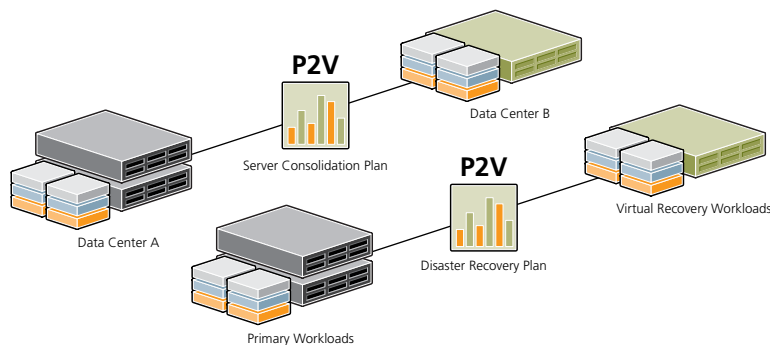 P2V
Data Center B
Server Consolidation Plan
P2V
Virtual Recovery Workloads
Data Center A
Disaster Recovery Plan
Primary Workloads